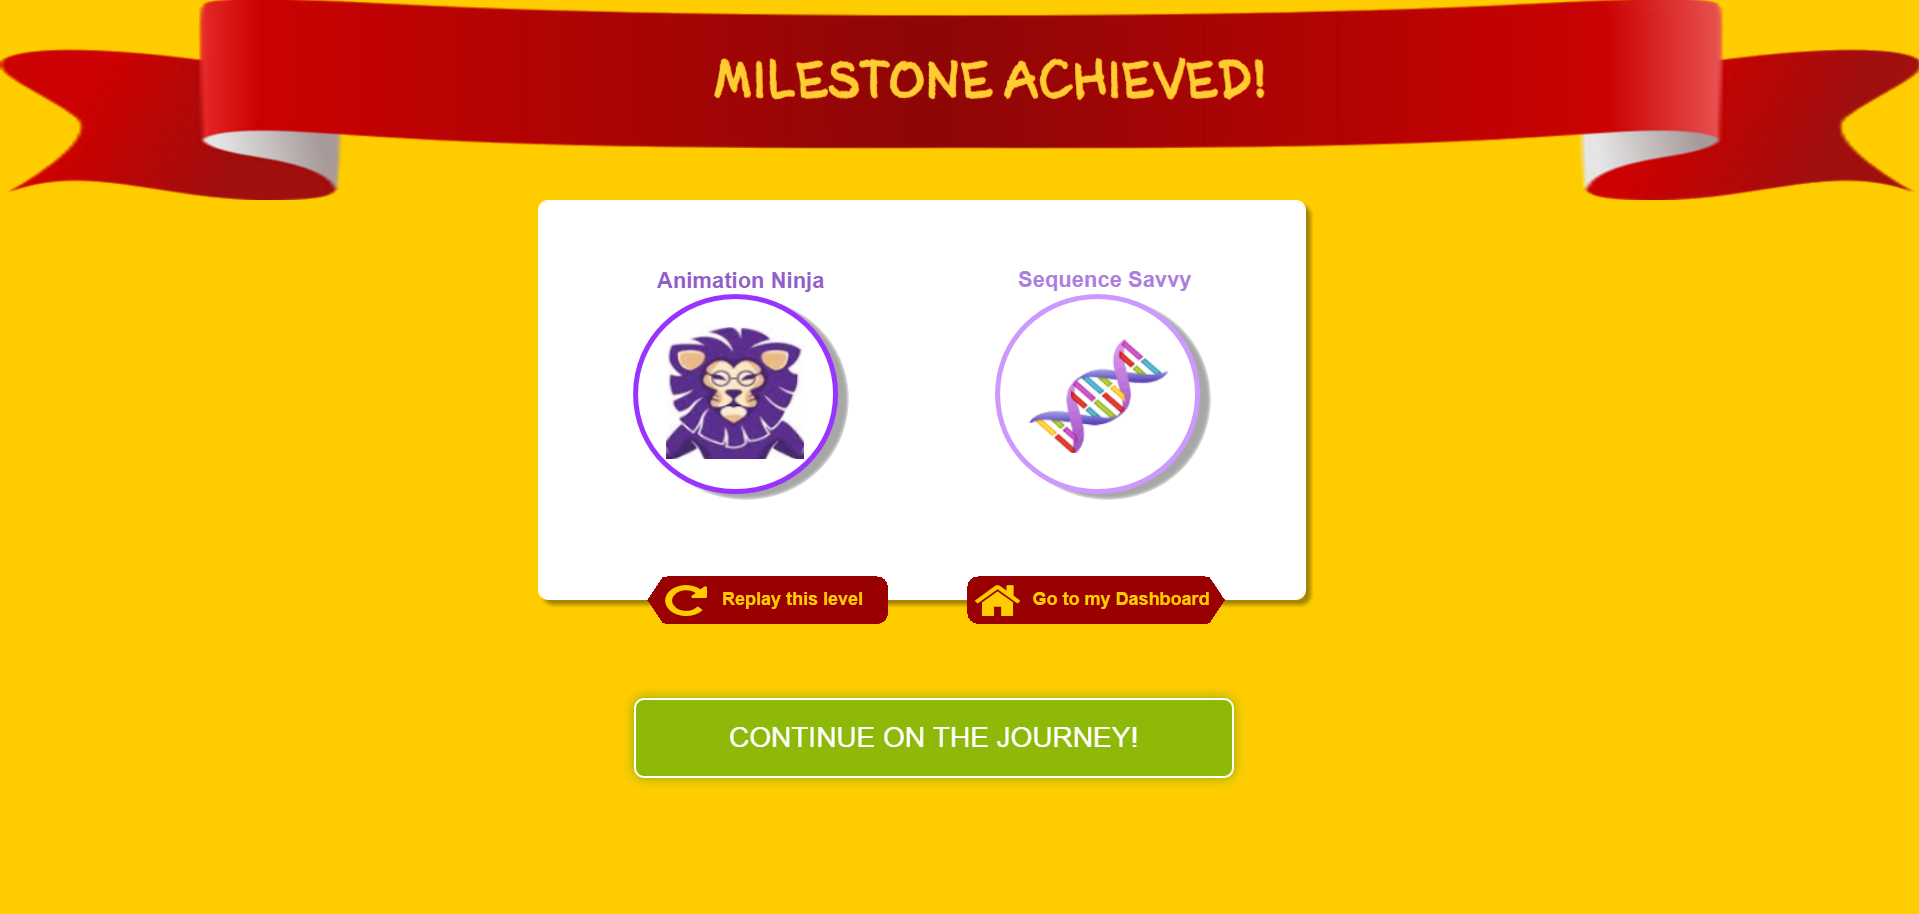 MILESTONE ACHIEVED!
Animation Ninja
Sequence Savvy
Replay this level
Go to my Dashboard
CONTINUE ON THE JOURNEY!